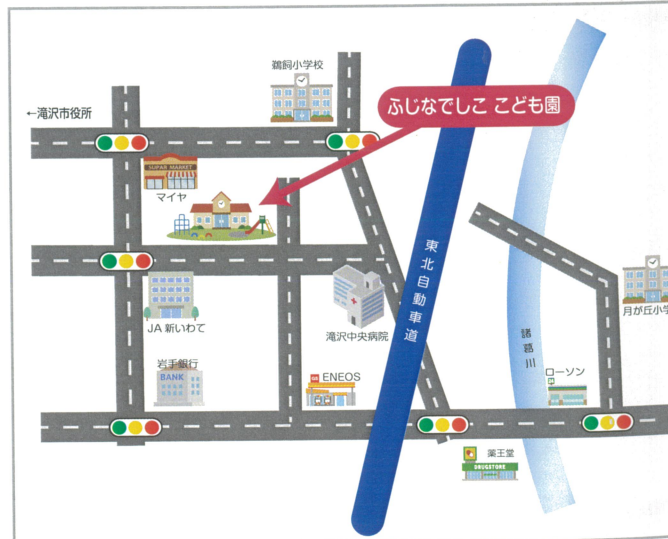 鵜飼小学校
←滝沢市役所
ふじなでしこ こども園
SUPAR MARKET
マイヤ
東北自動車道
月が丘小学
JA 新いわて
滝沢中央病院
諸葛川
岩手銀行
BANK
ENEOS
ローソン
薬王堂
DRUGSTORE